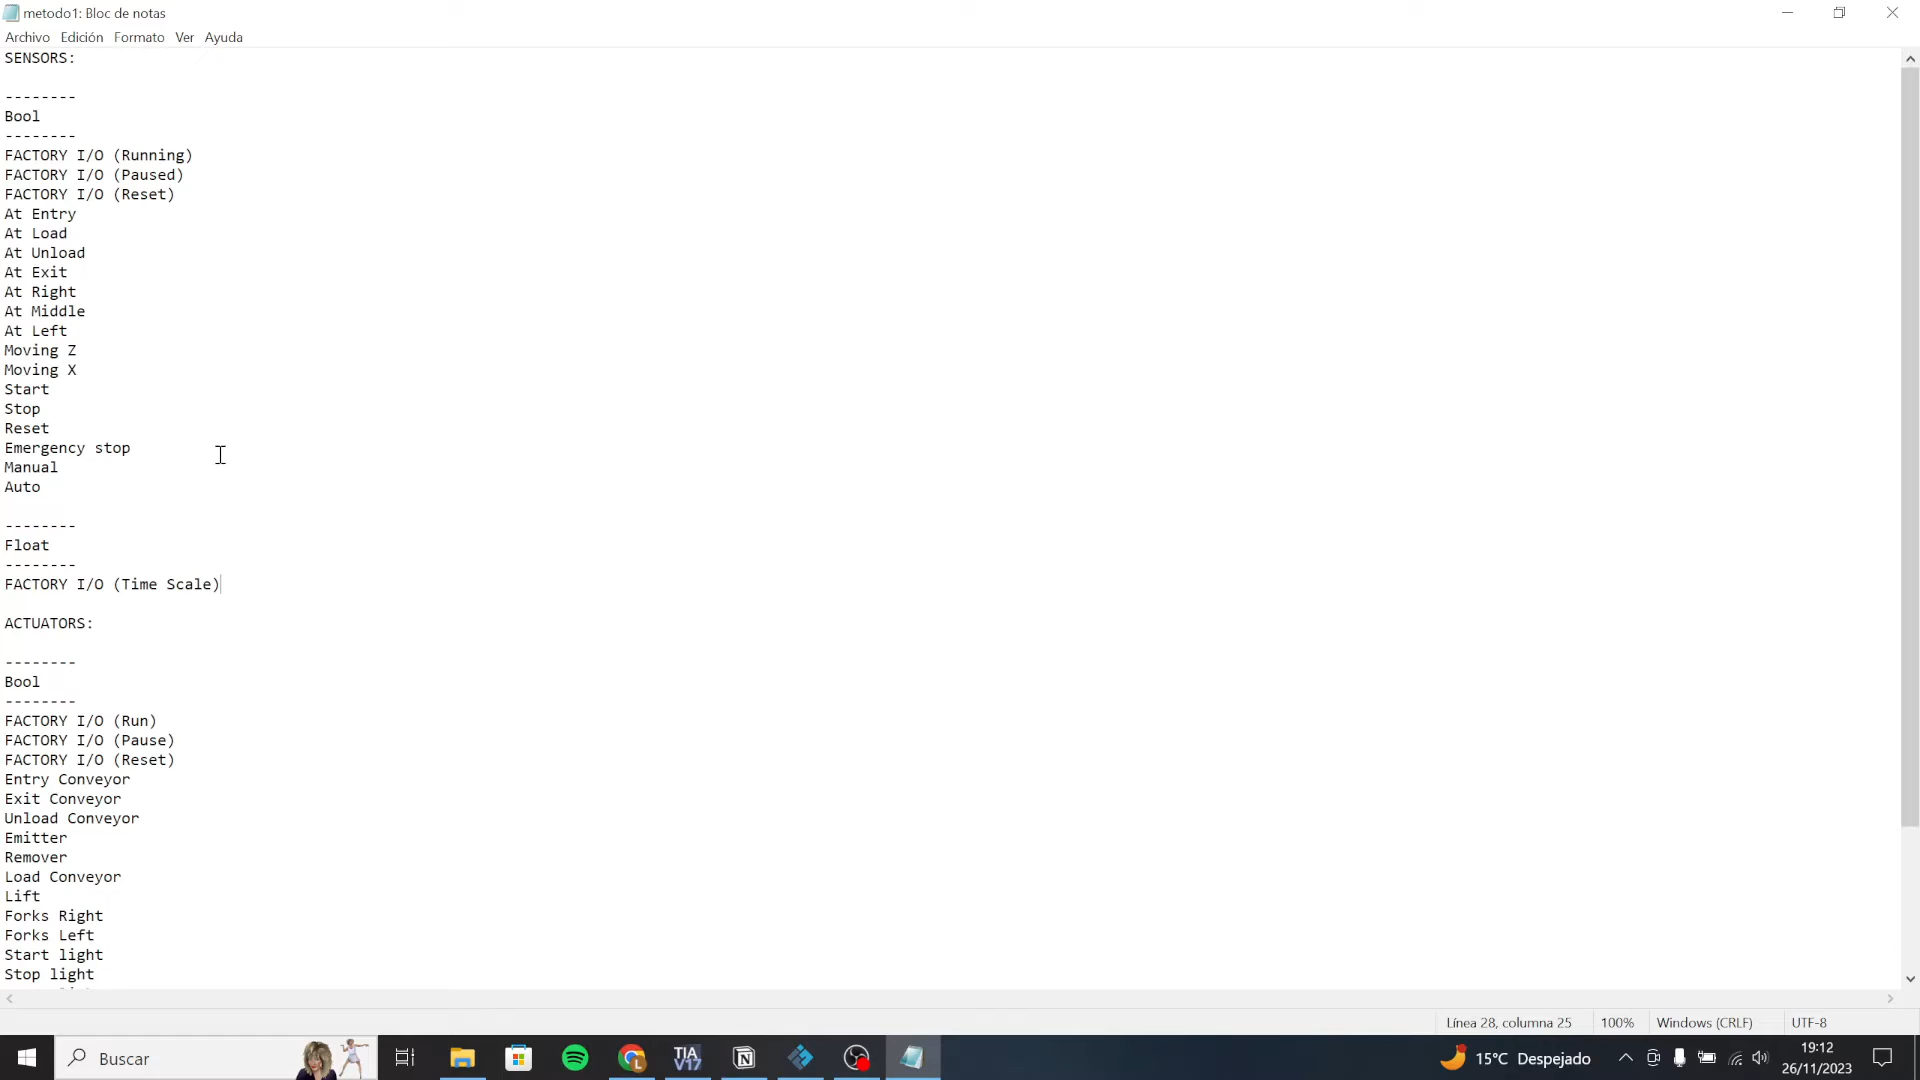 metodo1: Bloc de notas
Archivo Edición Formato Ver Ayuda
SENSORS:
--------
Bool
--------
FACTORY I/O (Running)
FACTORY I/O (Paused)
FACTORY I/O (Reset)
At Entry
At Load
At Unload
At Exit
At Right
At Middle
At Left
Moving Z
Moving X
Start
Stop
Reset
Emergency stop
Manual
Auto
--------
Float
--------
FACTORY I/O (Time Scale)
ACTUATORS:
--------
Bool
--------
FACTORY I/O (Run)
FACTORY I/O (Pause)
FACTORY I/O (Reset)
Entry Conveyor
Exit Conveyor
Unload Conveyor
Emitter
Remover
Load Conveyor
Lift
Forks Right
Forks Left
Start light
Stop light
Línea 28, columna 25 100% Windows (CRLF) UTF-8
Buscar TIA V17 15°C Despejado 19:12
26/11/2023